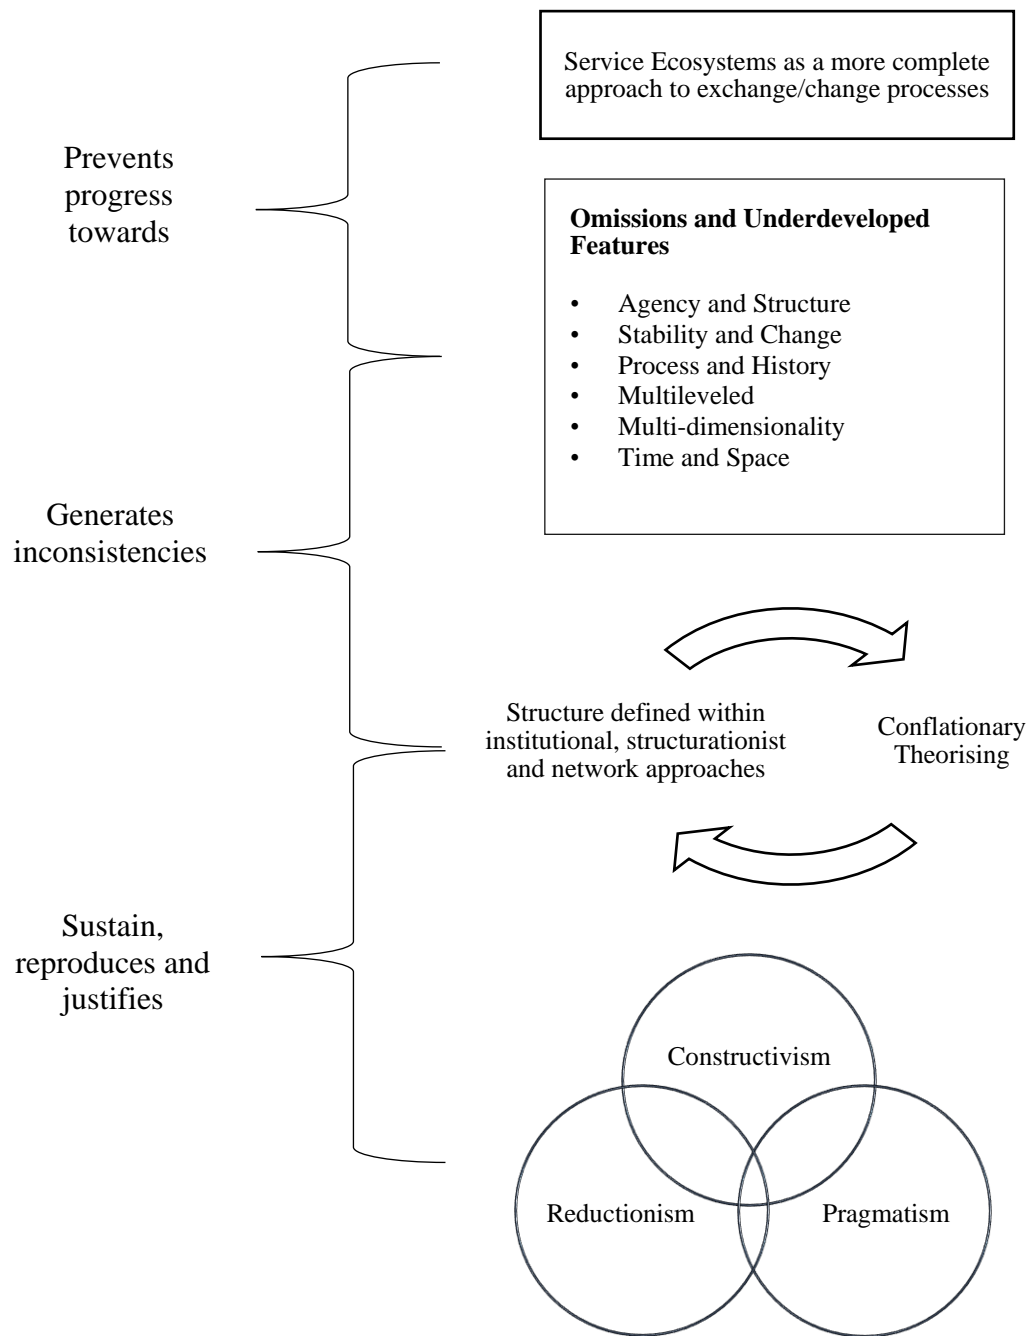 Service Ecosystems as a more complete
approach to exchange/change processes
Prevents
progress
towards
Omissions and Underdeveloped
Features
• Agency and Structure
• Stability and Change
• Process and History
• Multileveled
• Multi-dimensionality
• Time and Space
Generates
inconsistencies
Structure defined within
institutional, structurationist
and network approaches
Conflationary
Theorising
Sustain,
reproduces and
justifies
Constructivism
Reductionism
Pragmatism